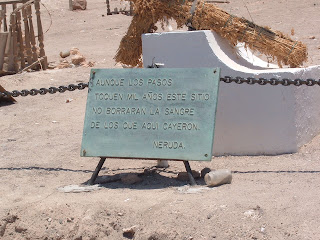 AUNQUE LOS PASOS
TOQUEN MIL AÑOS ESTE SITIO
NO BORRARAN LA SANGRE
DE LOS QUE AQUI CAYERON.
NERUDA.